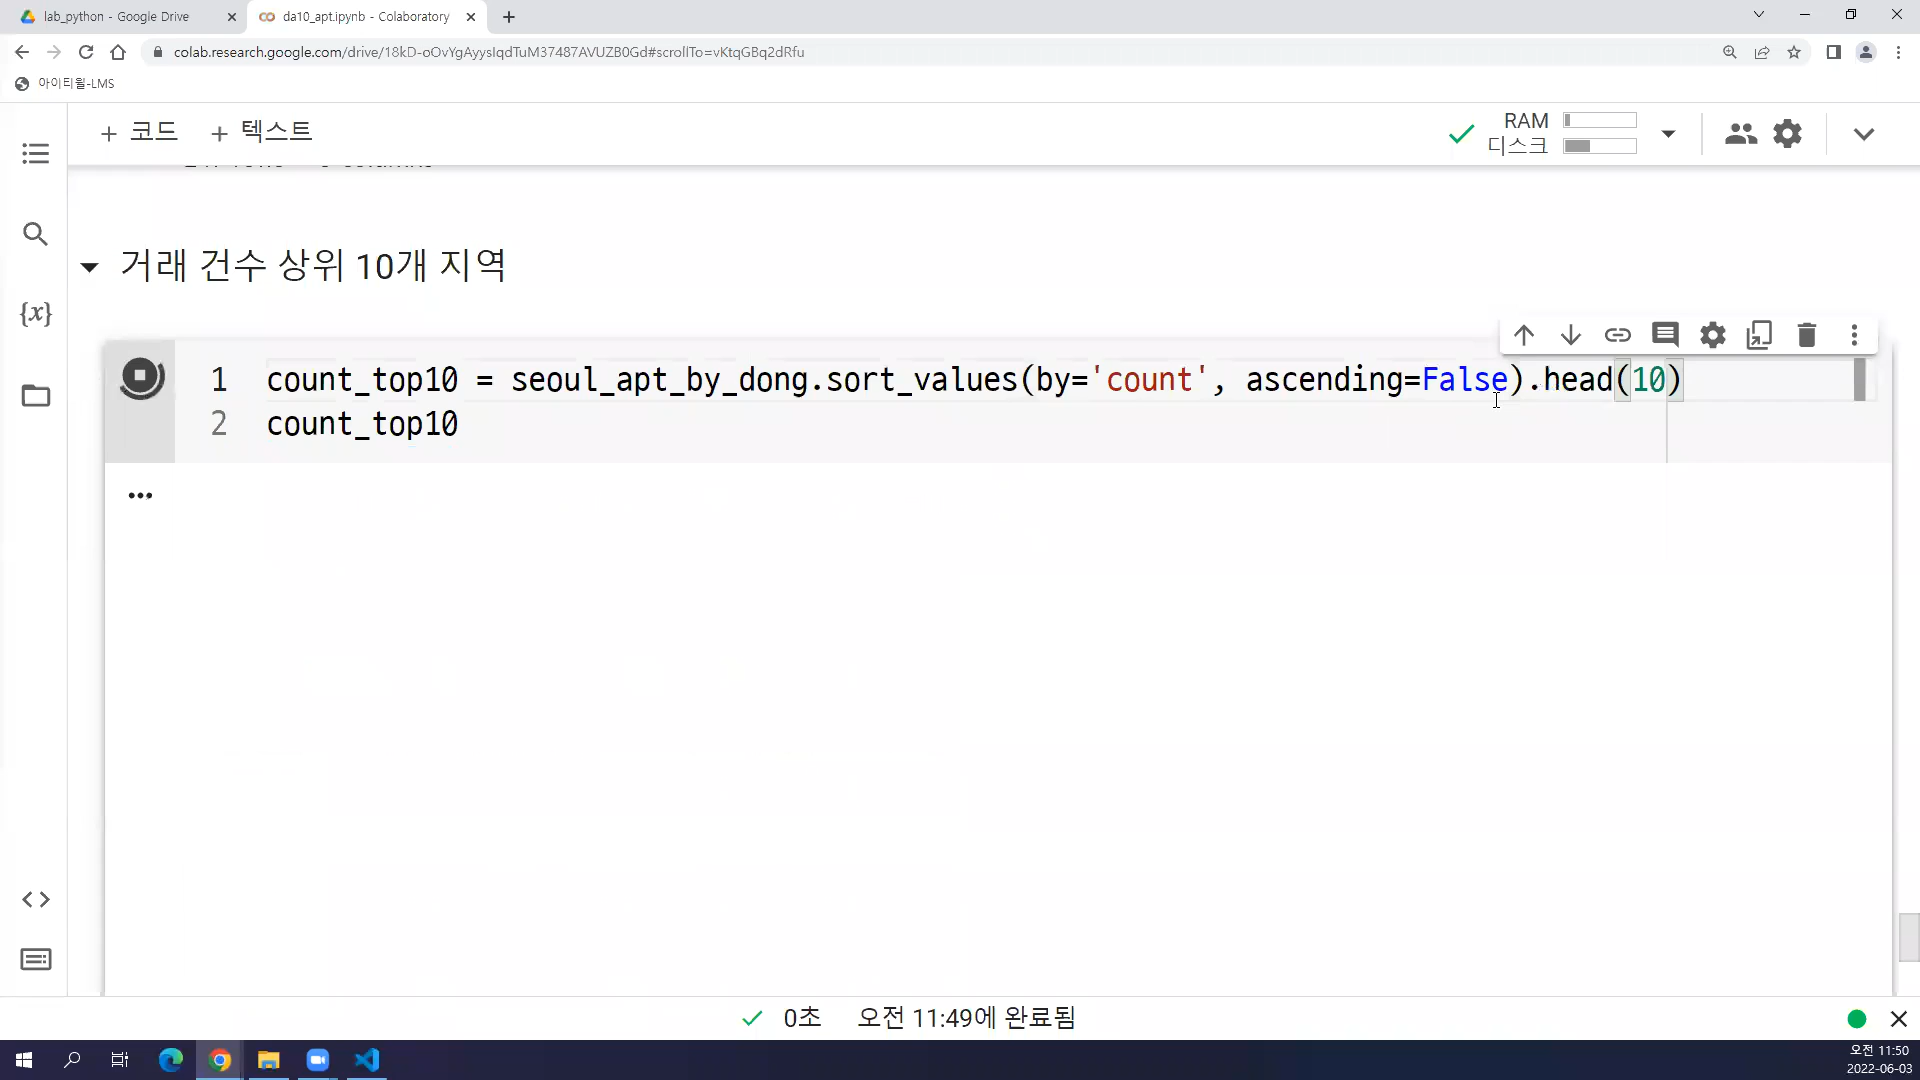 lab_python - Google Drive
da10_apt.ipynb - Colaboratory
colab.research.google.com/drive/18kD-oOvYgAyysIqdTuM37487AVUZB0Gd#scrollTo=vKtqGBq2dRfu
아이티윌-LMS
+ 코드 + 텍스트
RAM
디스크
거래 건수 상위 10개 지역
1 count_top10 = seoul_apt_by_dong.sort_values(by='count', ascending=False).head(10)
2 count_top10
0초 오전 11:49에 완료됨
오전 11:50
2022-06-03